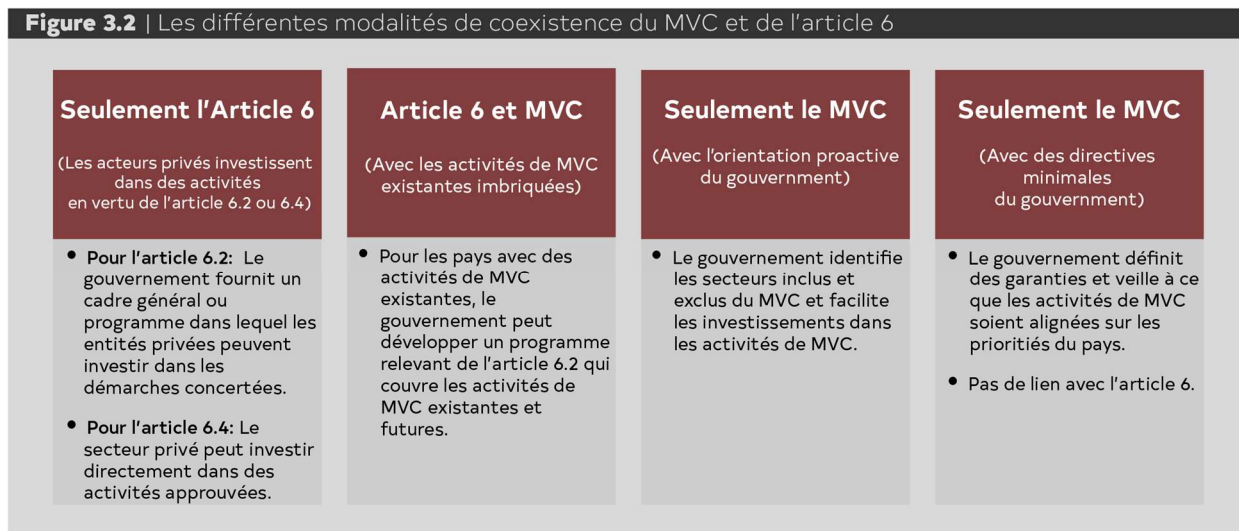 Figure 3.2 | Les différentes modalités de coexistence du MVC et de l'article 6
Seulement l'Article 6
(Les acteurs privés investissent
dans des activités
en vertu de l'article 6.2 ou 6.4)
• Pour l'article 6.2: Le
gouvernement fournit un
cadre général ou
programme dans lequel les
entités privées peuvent
investir dans les
démarches concertées.
• Pour l'article 6.4: Le
secteur privé peut investir
directement dans des
activités approuvées.
Article 6 et MVC
(Avec les activités de MVC
existantes imbriquées)
• Pour les pays avec des
activités de MVC
existantes, le
gouvernement peut
développer un programme
relevant de l'article 6.2 qui
couvre les activités de
MVC existantes et
futures.
Seulement le MVC
(Avec l'orientation proactive
du gouvernment)
• Le gouvernement identifie
les secteurs inclus et
exclus du MVC et facilite
les investissements dans
les activités de MVC.
Seulement le MVC
(Avec des directives
minimales
du gouvernment)
• Le gouvernement définit
des garanties et veille à ce
que les activités de MVC
soient alignées sur les
prioritiés du pays.
• Pas de lien avec l'article 6.